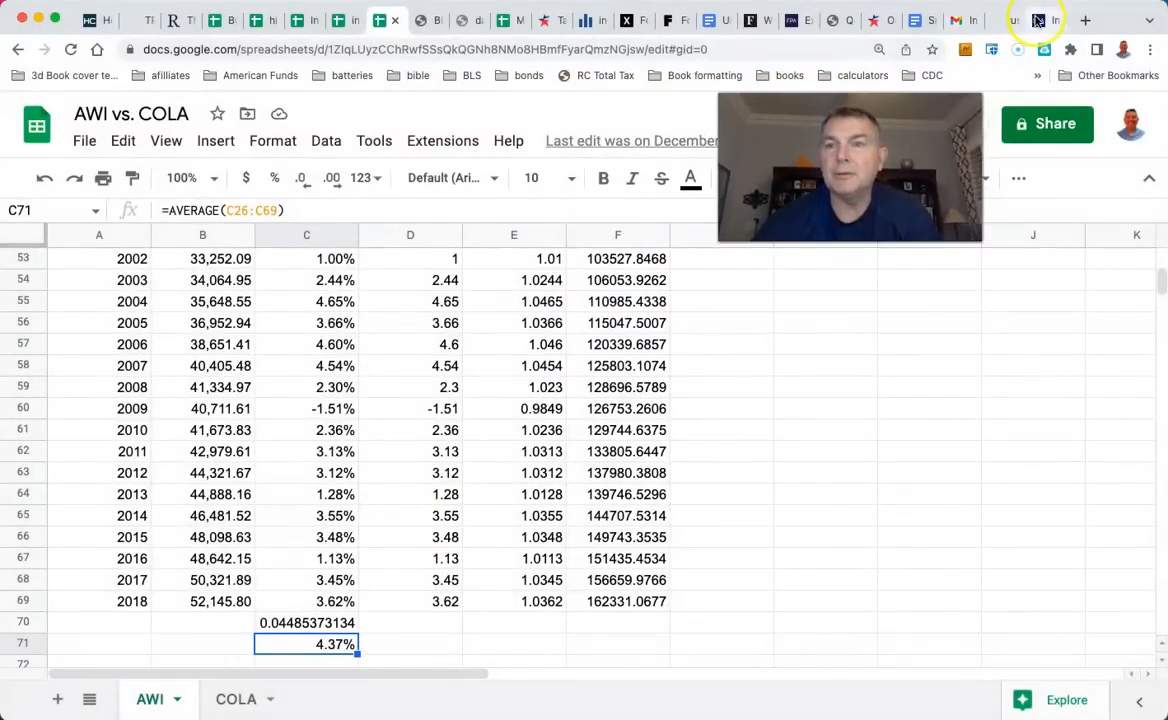 HC
Tl
T
B
hi
In
in
Bl
da
M
Ta
in
X
F
F
U
W
Ex
Q
O
S
In
In
docs.google.com/spreadsheets/d/1ZIqLUyzCChRwfSSsQkQGNh8NMo8HBmfFyarQmzNGjsw/edit#gid=0
3d Book cover te... afilliates American Funds batteries bible BLS bonds RC Total Tax Book formatting books calculators CDC » Other Bookmarks
AWI vs. COLA
Share
File Edit View Insert Format Data Tools Extensions Help Last edit was on December
100% $ % .0 .00 123 Default (Ari... 10 B I S A
C71 fx =AVERAGE(C26:C69)
A B C D E F J K
53 2002 33,252.09 1.00% 1 1.01 103527.8468
54 2003 34,064.95 2.44% 2.44 1.0244 106053.9262
55 2004 35,648.55 4.65% 4.65 1.0465 110985.4338
56 2005 36,952.94 3.66% 3.66 1.0366 115047.5007
57 2006 38,651.41 4.60% 4.6 1.046 120339.6857
58 2007 40,405.48 4.54% 4.54 1.0454 125803.1074
59 2008 41,334.97 2.30% 2.3 1.023 128696.5789
60 2009 40,711.61 -1.51% -1.51 0.9849 126753.2606
61 2010 41,673.83 2.36% 2.36 1.0236 129744.6375
62 2011 42,979.61 3.13% 3.13 1.0313 133805.6447
63 2012 44,321.67 3.12% 3.12 1.0312 137980.3808
64 2013 44,888.16 1.28% 1.28 1.0128 139746.5296
65 2014 46,481.52 3.55% 3.55 1.0355 144707.5314
66 2015 48,098.63 3.48% 3.48 1.0348 149743.3535
67 2016 48,642.15 1.13% 1.13 1.0113 151435.4534
68 2017 50,321.89 3.45% 3.45 1.0345 156659.9766
69 2018 52,145.80 3.62% 3.62 1.0362 162331.0677
70 0.04485373134
71 4.37%
72
AWI COLA Explore